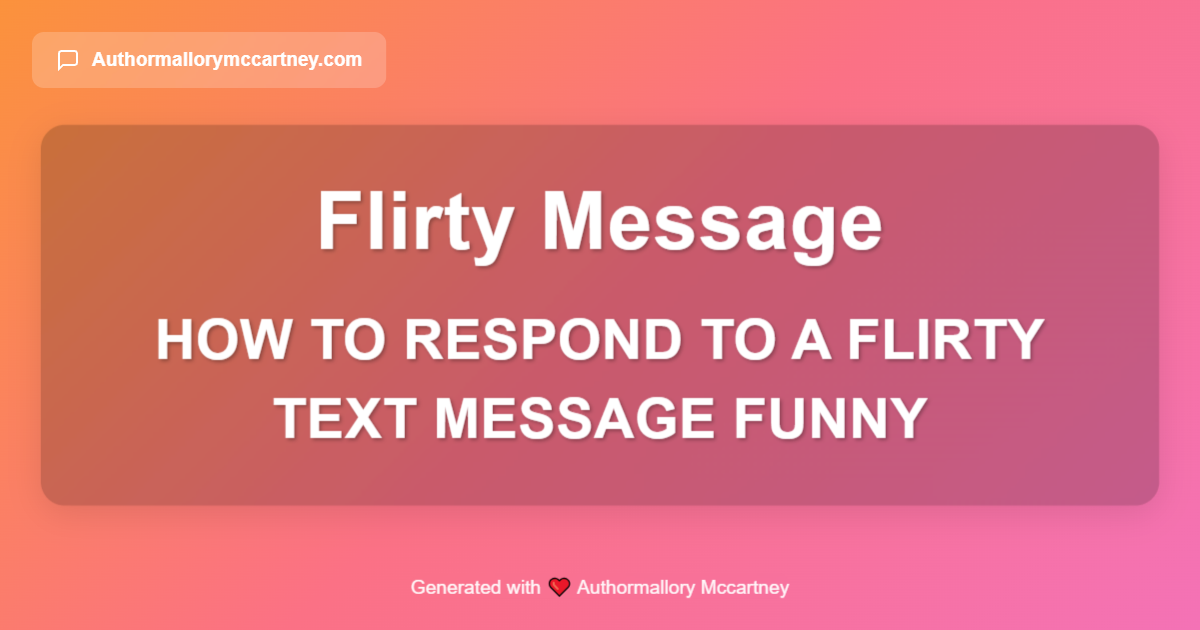 Authormallorymccartney.com
Flirty Message
HOW TO RESPOND TO A FLIRTY
TEXT MESSAGE FUNNY
Generated with ❤️ Authormallory Mccartney